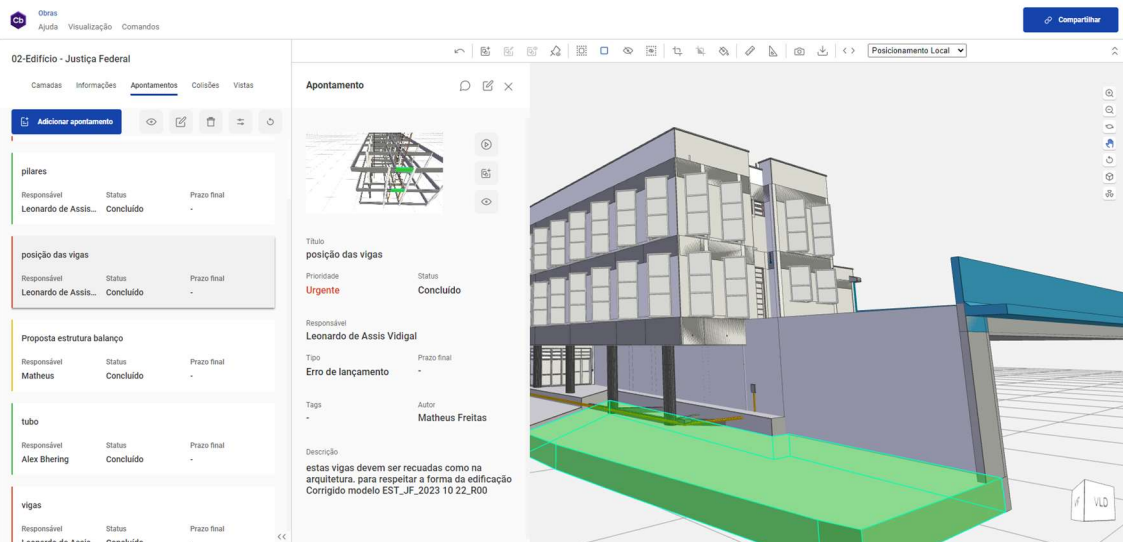 Cb
Obras
Ajuda Visualização Comandos
Compartilhar
02-Edifício - Justiça Federal
Camadas Informações Apontamentos Colisões Vistas
Adicionar apontamento
pilares
Responsável Status Prazo final
Leonardo de Assis... Concluído -
posição das vigas
Responsável Status Prazo final
Leonardo de Assis... Concluído -
Proposta estrutura balanço
Responsável Status Prazo final
Matheus Concluído -
tubo
Responsável Status Prazo final
Alex Bhering Concluído -
vigas
Responsável Status Prazo final
Leonardo de Assis... Concluído
<<
Posicionamento Local
Apontamento
Título
posição das vigas
Prioridade Status
Urgente Concluído
Responsável
Leonardo de Assis Vidigal
Tipo Prazo final
Erro de lançamento -
Tags Autor
- Matheus Freitas
Descrição
estas vigas devem ser recuadas como na
arquitetura. para respeitar a forma da edificação
Corrigido modelo EST_JF_2023 10 22_R00
VLD